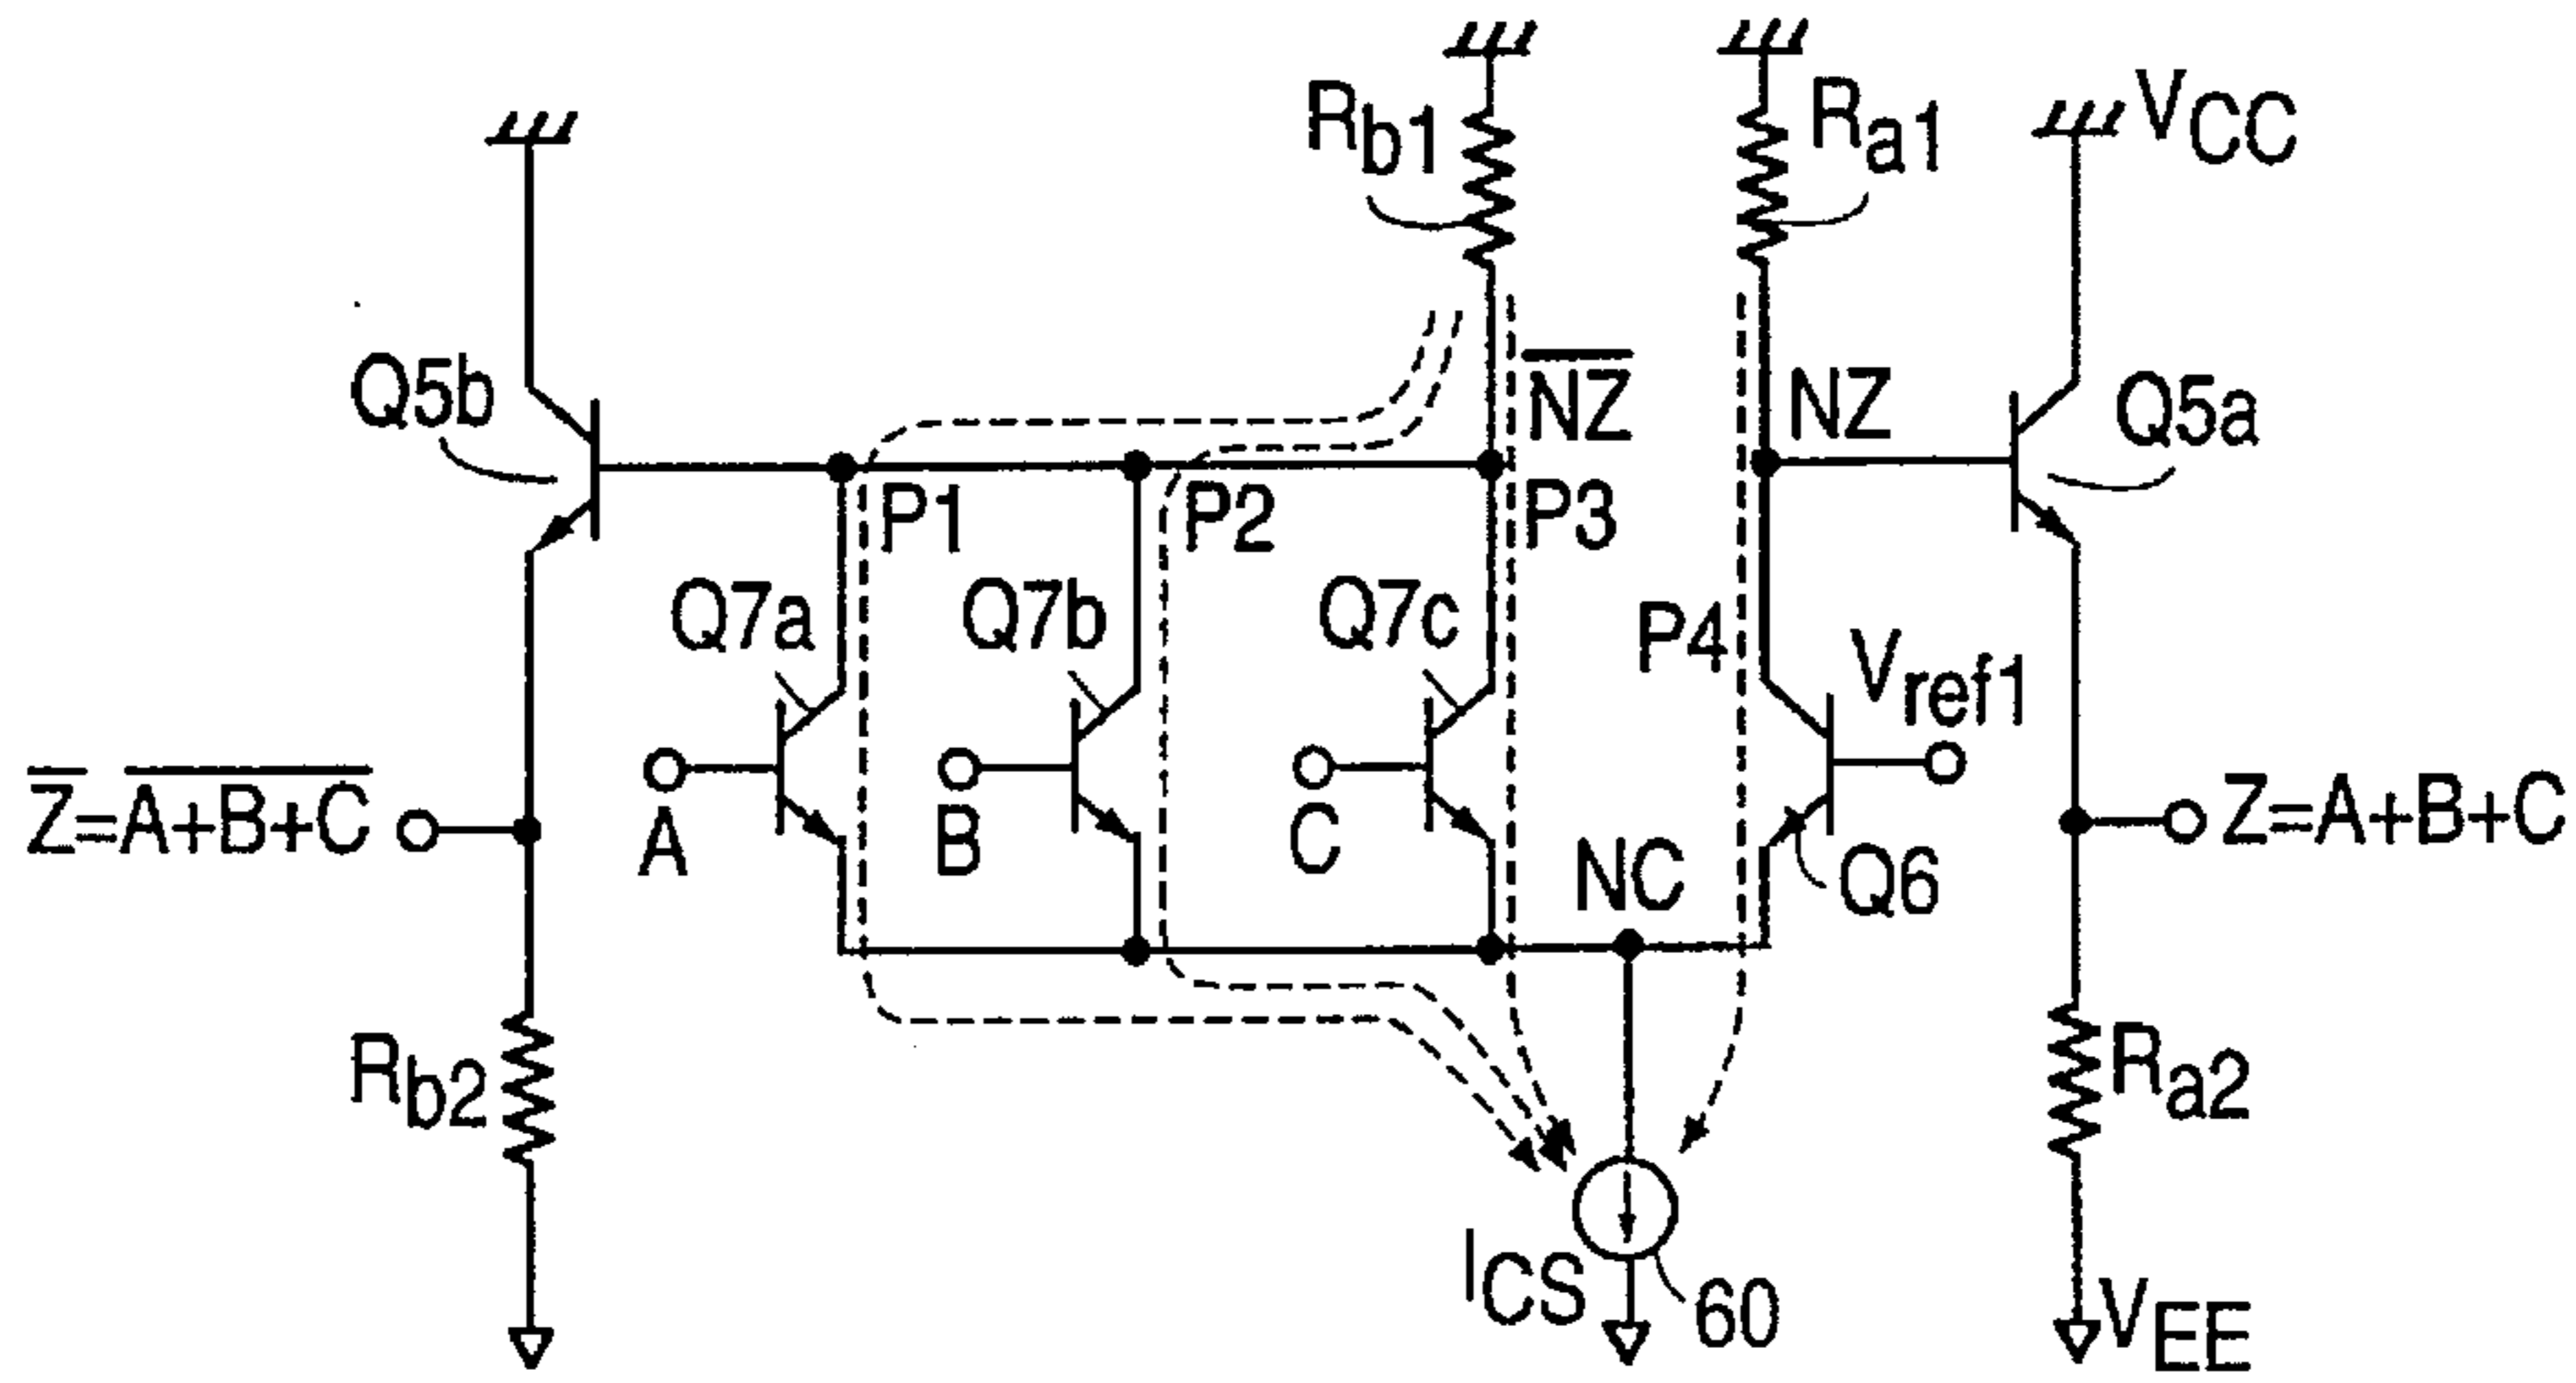 Rb1
Ra1
VCC
Q5b
N̅Z̅
NZ
Q5a
P1
P2
P3
Q7a
Q7b
Q7c
P4
Vref1
Z̅=A̅+̅B̅+̅C̅
A
B
C
NC
Q6
Z=A+B+C
Rb2
Ra2
ICS
60
VEE